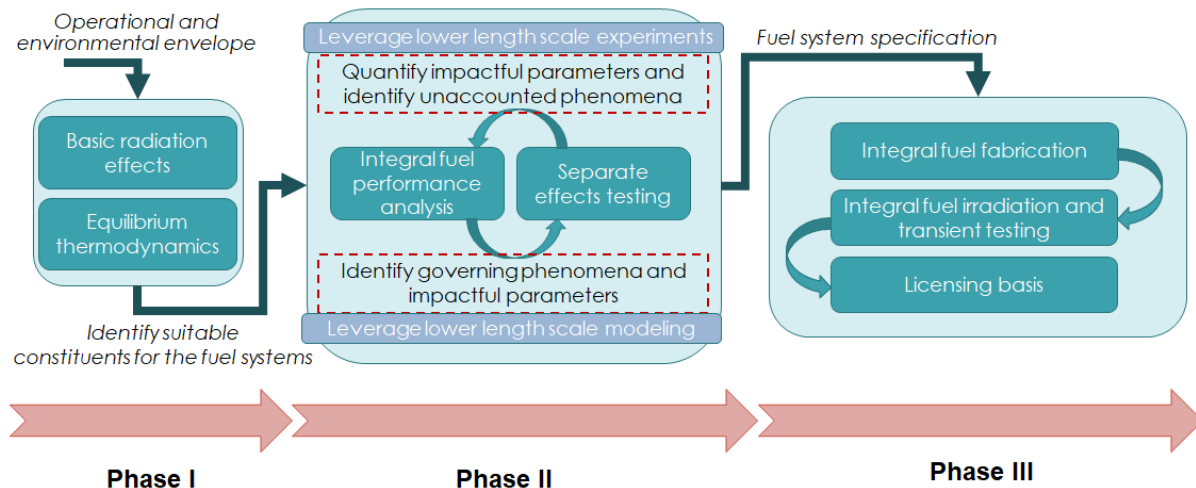 Operational and
environmental envelope
Basic radiation
effects
Equilibrium
thermodynamics
Identify suitable
constituents for the fuel systems
Leverage lower length scale experiments
Quantify impactful parameters and
identify unaccounted phenomena
Integral fuel
performance
analysis
Separate
effects testing
Identify governing phenomena and
impactful parameters
Leverage lower length scale modeling
Fuel system specification
Integral fuel fabrication
Integral fuel irradiation and
transient testing
Licensing basis
Phase I
Phase II
Phase III